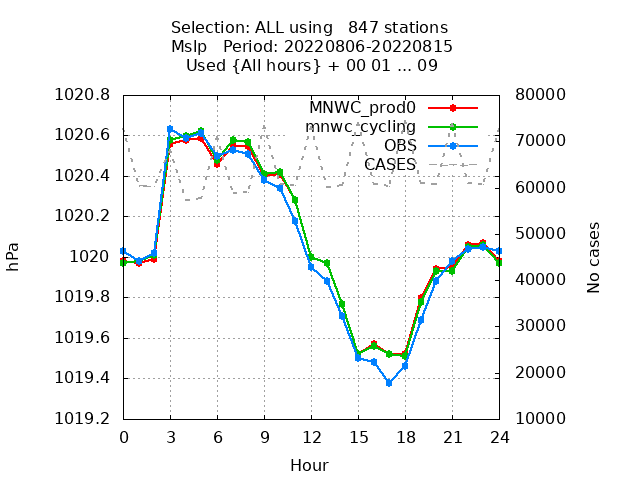 Selection: ALL using   847 stations
Mslp   Period: 20220806-20220815
Used {All hours} + 00 01 ... 09
1020.8
1020.6
1020.4
1020.2
1020
1019.8
1019.6
1019.4
1019.2
hPa
MNWC_prod0
mnwc_cycling
OBS
CASES
80000
70000
60000
50000
40000
30000
20000
10000
No cases
0 3 6 9 12 15 18 21 24
Hour